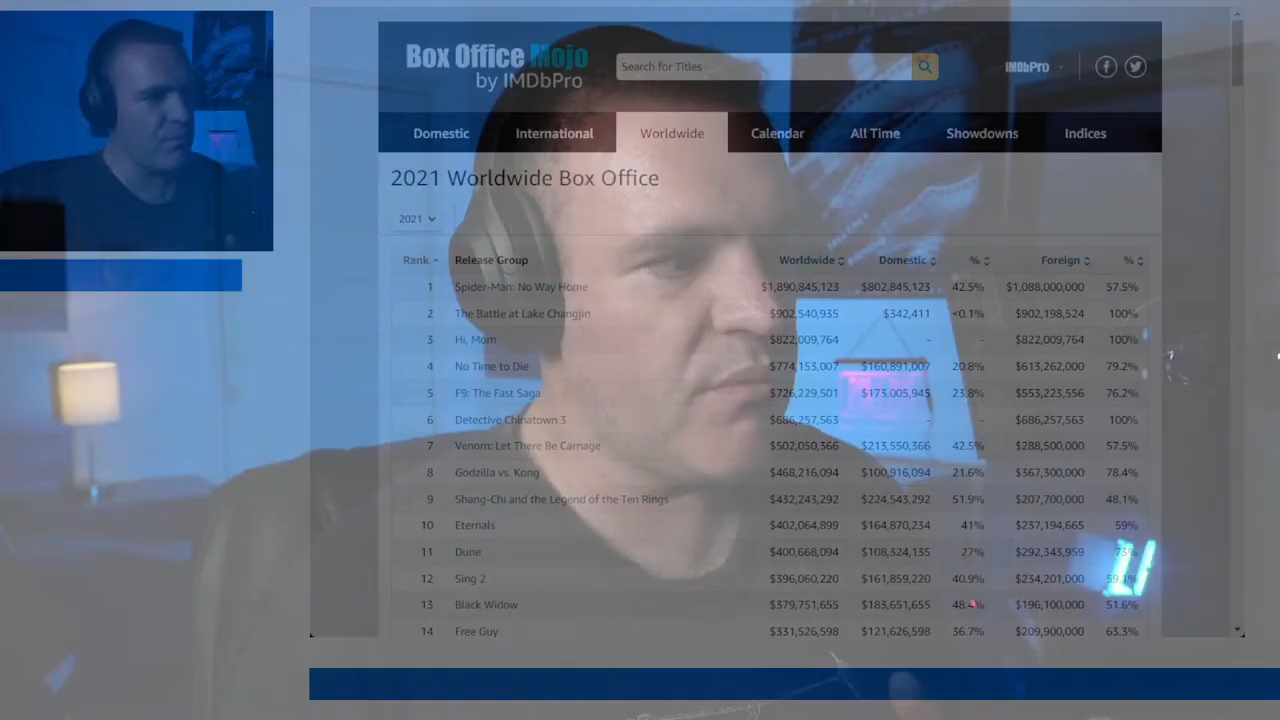 Box Office Mojo
by IMDbPro
Search for Titles
IMDbPro
Domestic International Worldwide Calendar All Time Showdowns Indices
2021 Worldwide Box Office
2021
Rank Release Group Worldwide Domestic % Foreign %
1 Spider-Man: No Way Home $1,890,845,123 $802,845,123 42.5% $1,088,000,000 57.5%
2 The Battle at Lake Changjin $902,540,935 $342,411 <0.1% $902,198,524 100%
3 Hi, Mom $822,009,764 - - $822,009,764 100%
4 No Time to Die $774,153,007 $160,891,007 20.8% $613,262,000 79.2%
5 F9: The Fast Saga $726,229,501 $173,005,945 23.8% $553,223,556 76.2%
6 Detective Chinatown 3 $686,257,563 - - $686,257,563 100%
7 Venom: Let There Be Carnage $502,050,366 $213,550,366 42.5% $288,500,000 57.5%
8 Godzilla vs. Kong $468,216,094 $100,916,094 21.6% $367,300,000 78.4%
9 Shang-Chi and the Legend of the Ten Rings $432,243,292 $224,543,292 51.9% $207,700,000 48.1%
10 Eternals $402,064,899 $164,870,234 41% $237,194,665 59%
11 Dune $400,668,094 $108,324,135 27% $292,343,959 73%
12 Sing 2 $396,060,220 $161,859,220 40.9% $234,201,000 59.1%
13 Black Widow $379,751,655 $183,651,655 48.4% $196,100,000 51.6%
14 Free Guy $331,526,598 $121,626,598 36.7% $209,900,000 63.3%